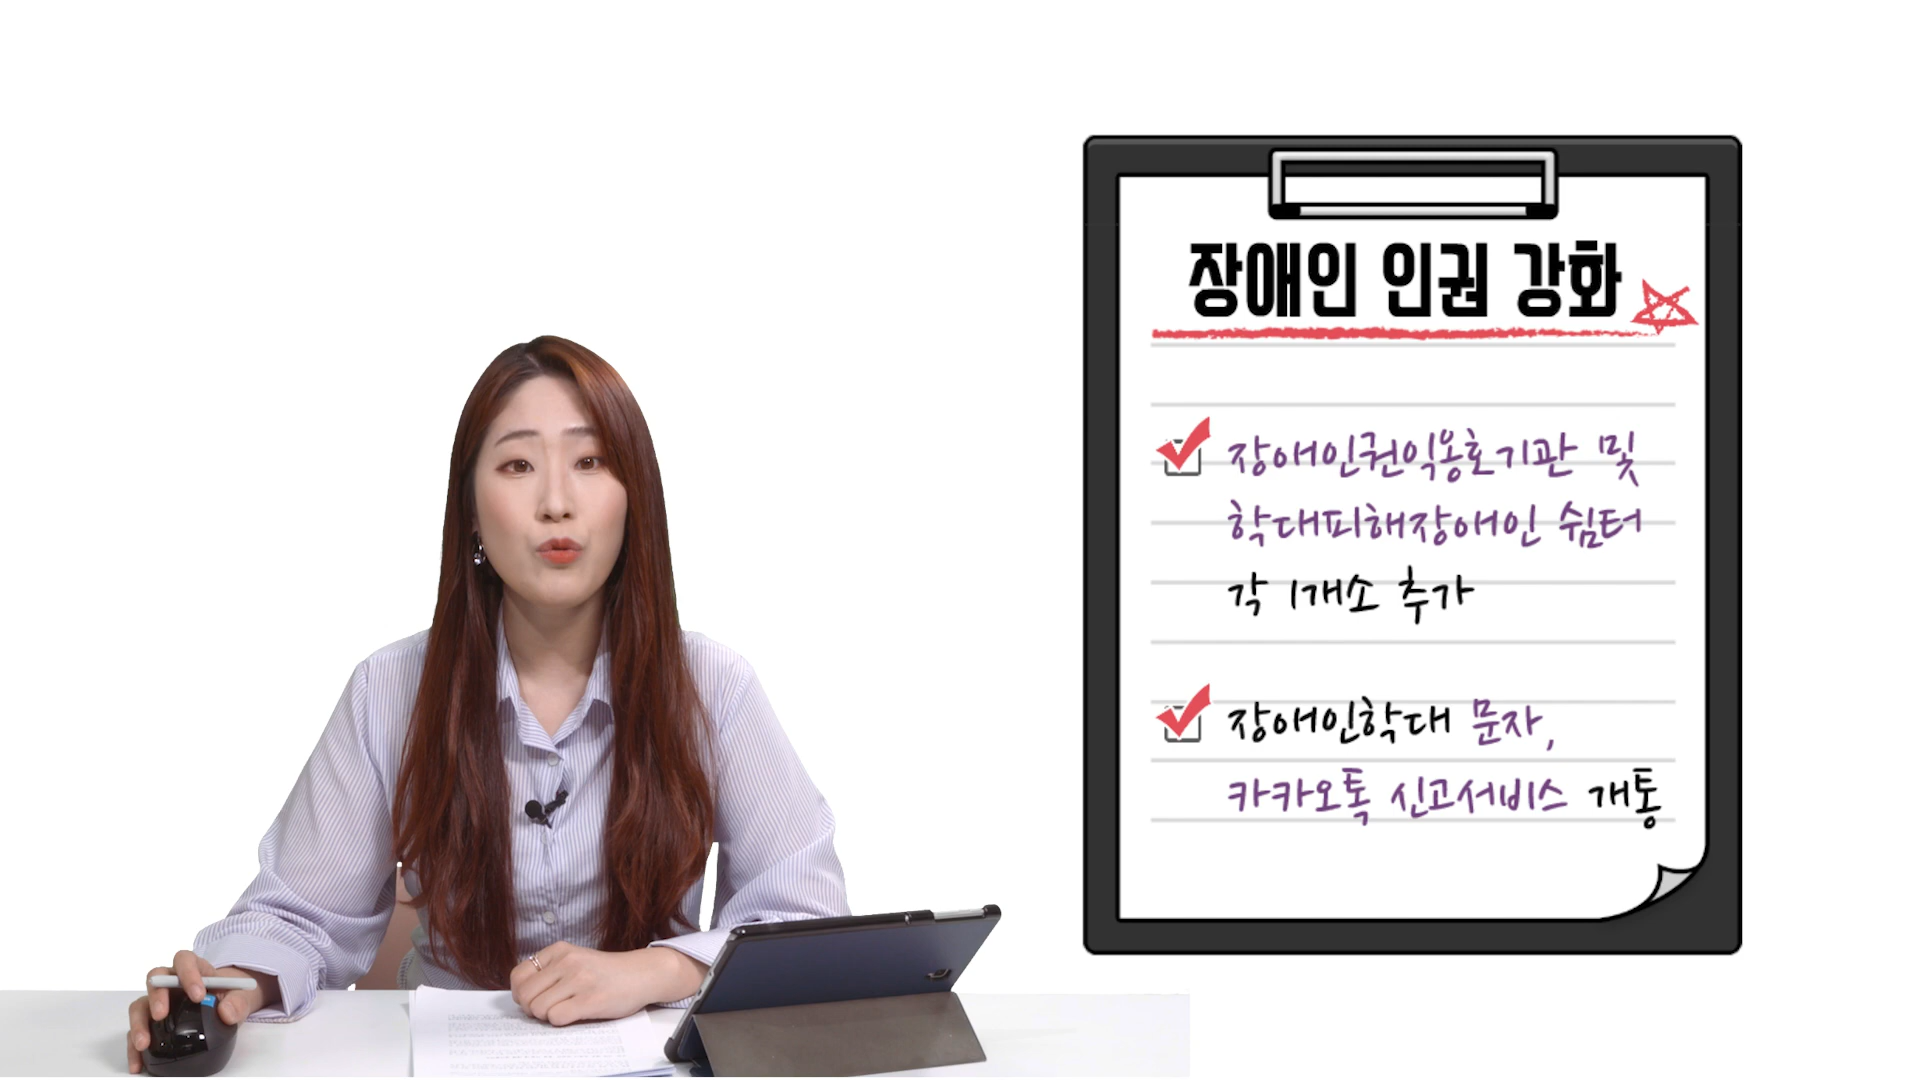 장애인 인권 강화
장애인권익옹호기관 및
학대피해장애인 쉼터
각 1개소 추가
장애인학대 문자,
카카오톡 신고서비스 개통